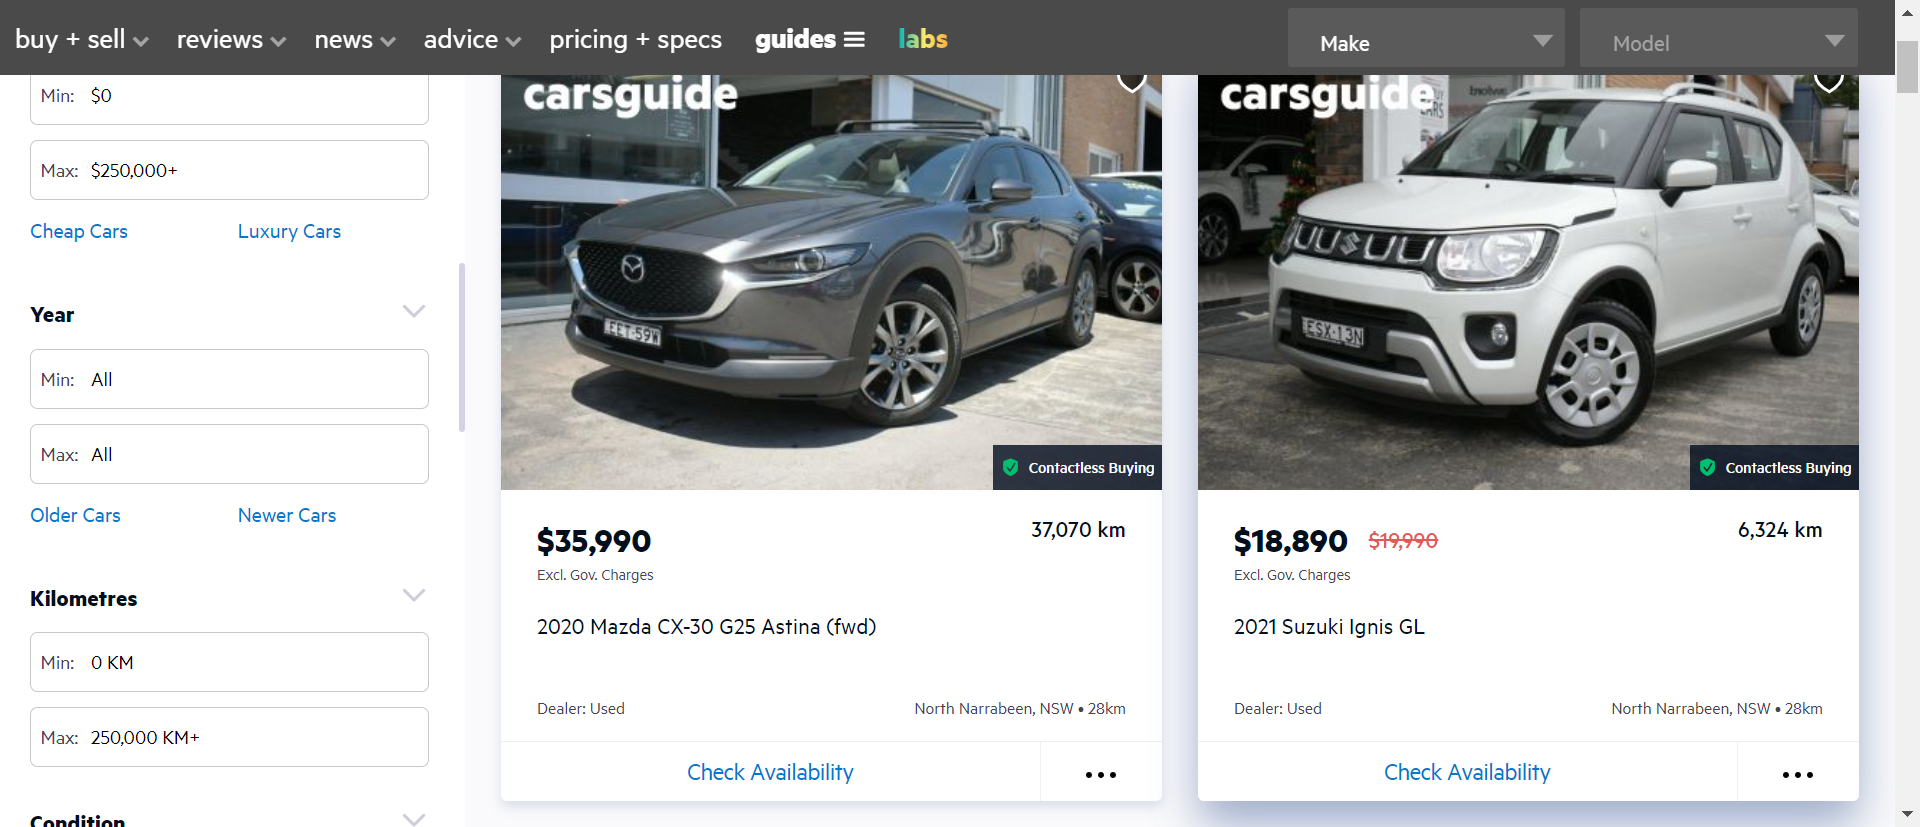 buy + sell
reviews
news
advice
pricing + specs
guides
labs
Make
Model
Min: $0
Max: $250,000+
Cheap Cars
Luxury Cars
Year
Min: All
Max: All
Older Cars
Newer Cars
Kilometres
Min: 0 KM
Max: 250,000 KM+
Condition
carsguide
EET-59W
Contactless Buying
$35,990
37,070 km
Excl. Gov. Charges
2020 Mazda CX-30 G25 Astina (fwd)
Dealer: Used
North Narrabeen, NSW • 28km
Check Availability
carsguide
ESX-13N
Contactless Buying
$18,890 $19,990
6,324 km
Excl. Gov. Charges
2021 Suzuki Ignis GL
Dealer: Used
North Narrabeen, NSW • 28km
Check Availability